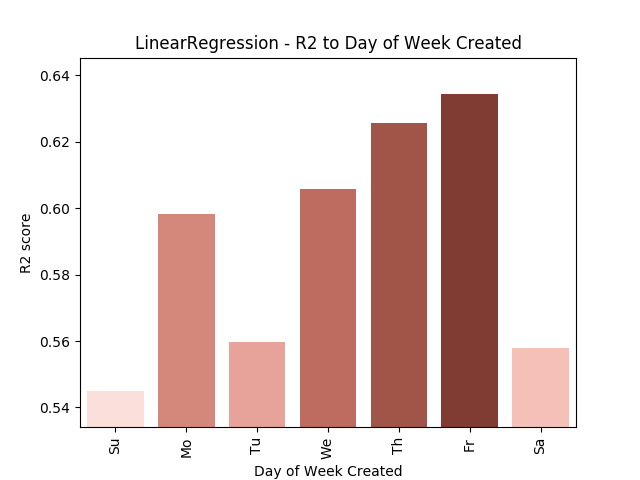 LinearRegression - R2 to Day of Week Created
0.64
0.62
0.60
0.58
0.56
0.54
R2 score
Su
Mo
Tu
We
Th
Fr
Sa
Day of Week Created